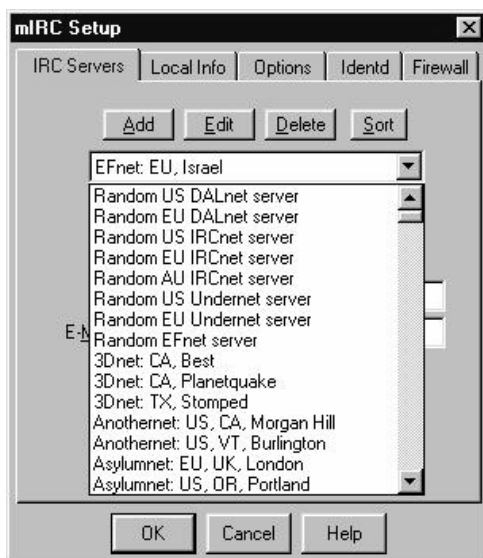 mIRC Setup
IRC Servers Local Info Options Identd Firewall
Add Edit Delete Sort
EFnet: EU, Israel
Random US DALnet server
Random EU DALnet server
Random US IRCnet server
Random EU IRCnet server
Random AU IRCnet server
Random US Undernet server
Random EU Undernet server
Random EFnet server
3Dnet: CA, Best
3Dnet: CA, Planetquake
3Dnet: TX, Stomped
Anothernet: US, CA, Morgan Hill
Anothernet: US, VT, Burlington
Asylumnet: EU, UK, London
Asylumnet: US, OR, Portland
OK Cancel Help